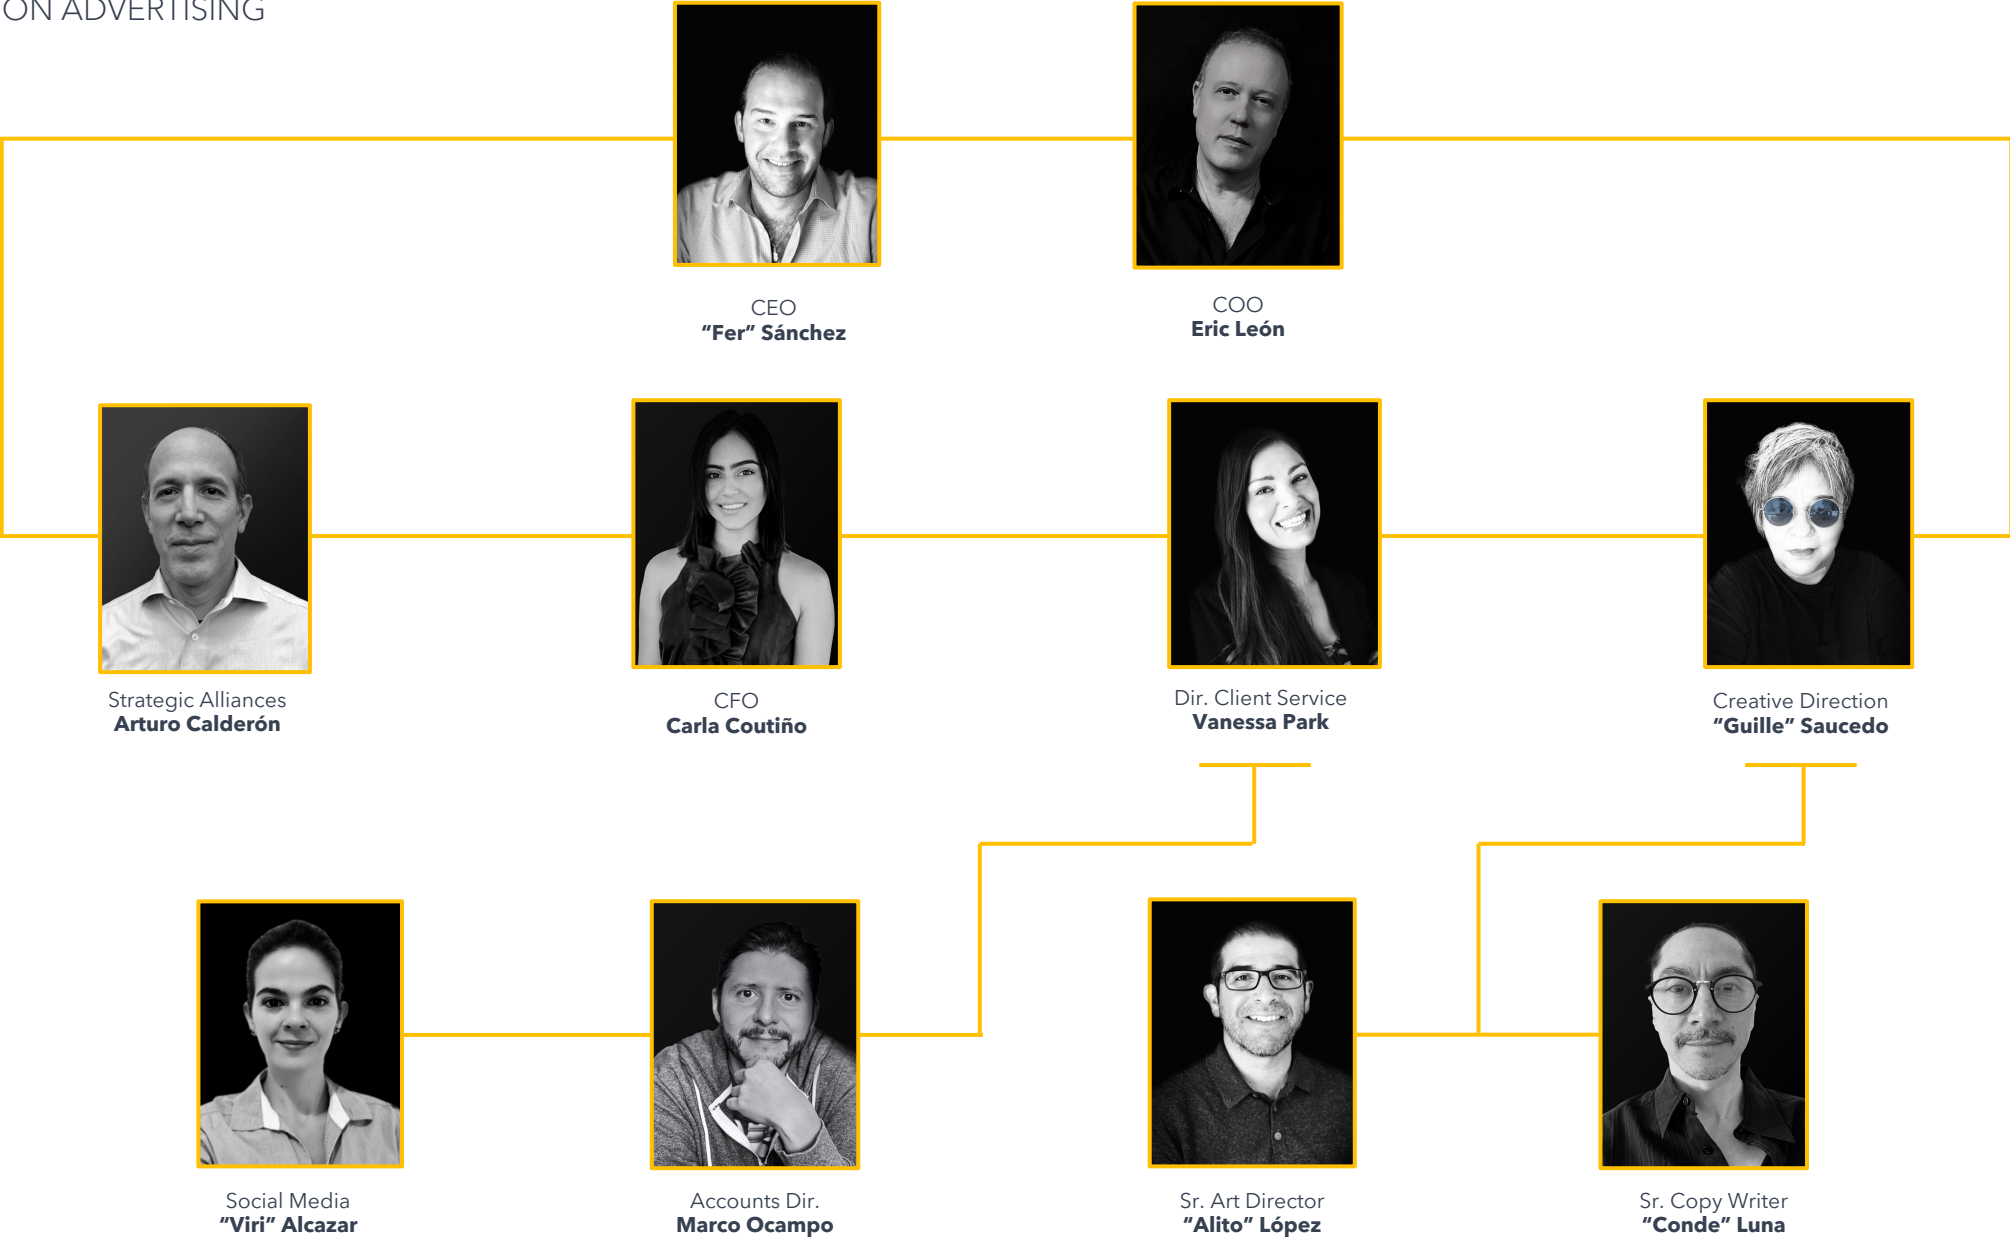 ON ADVERTISING
CEO
“Fer” Sánchez
COO
Eric León
Strategic Alliances
Arturo Calderón
CFO
Carla Coutiño
Dir. Client Service
Vanessa Park
Creative Direction
“Guille” Saucedo
Social Media
“Viri” Alcazar
Accounts Dir.
Marco Ocampo
Sr. Art Director
“Alito” López
Sr. Copy Writer
“Conde” Luna